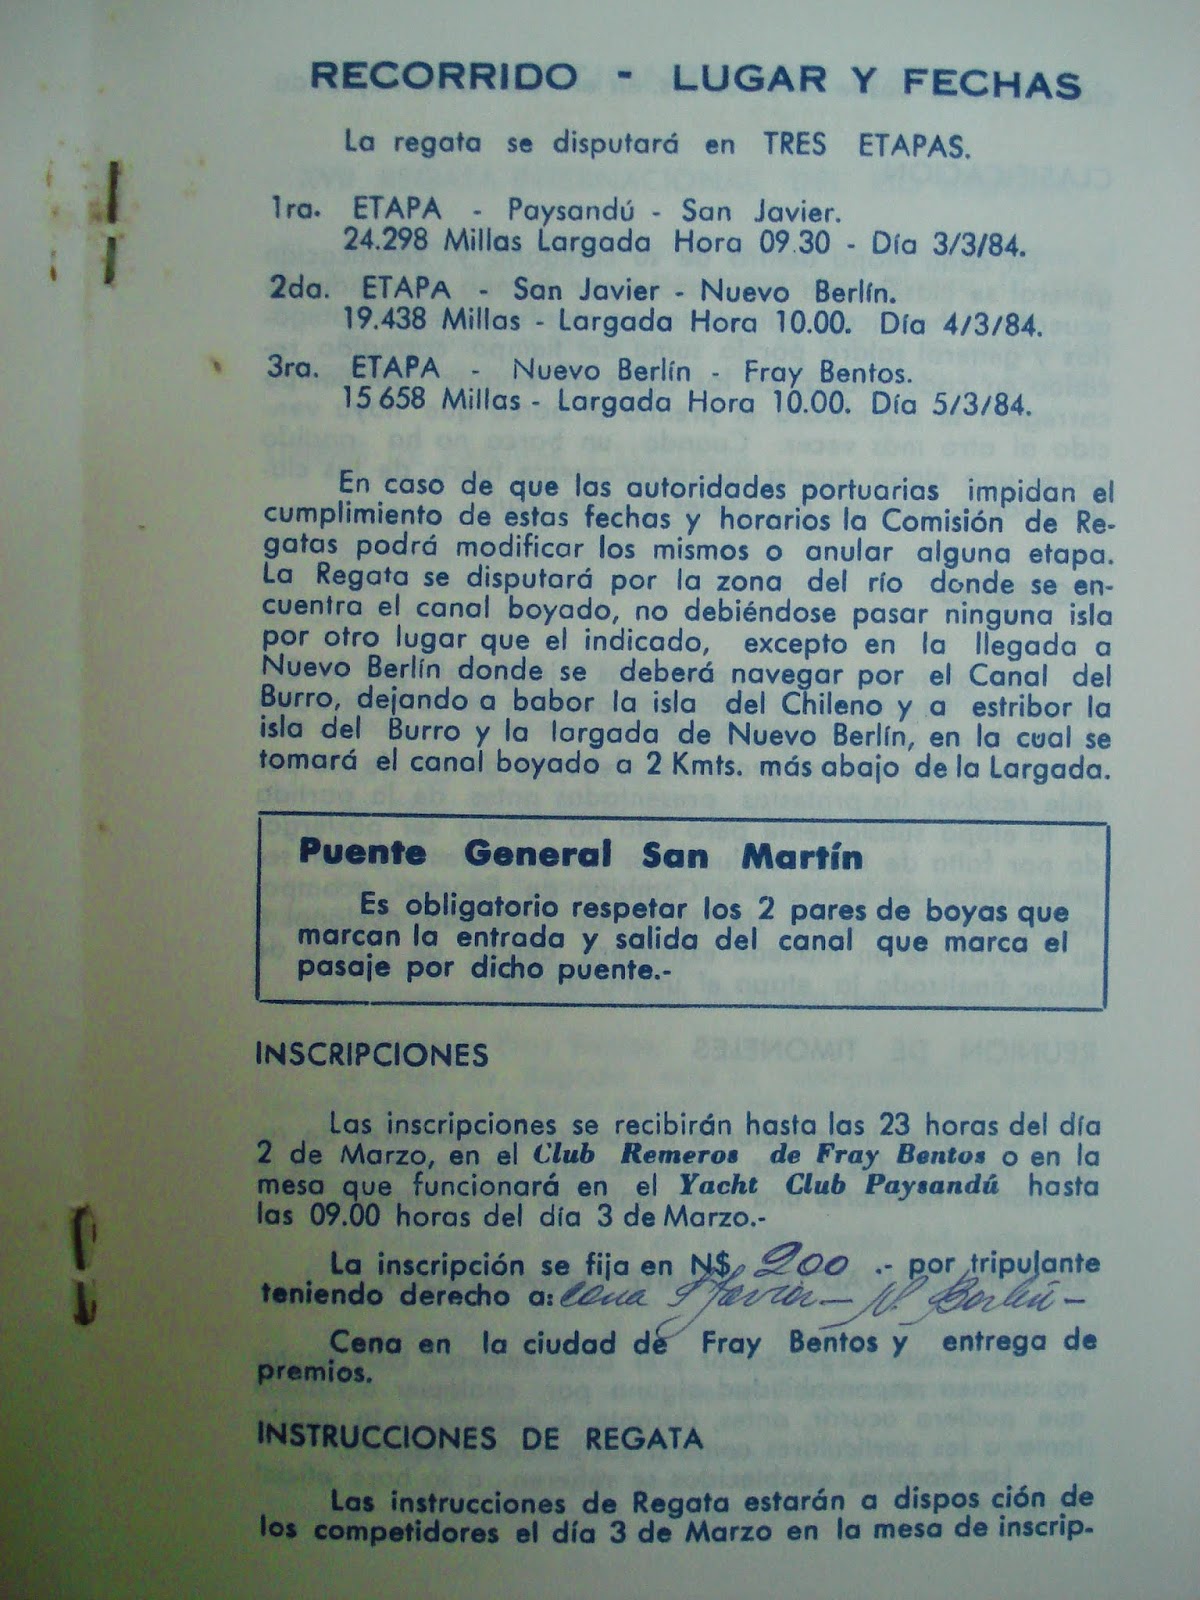 RECORRIDO - LUGAR Y FECHAS
La regata se disputará en TRES ETAPAS.
1ra. ETAPA - Paysandú - San Javier.
24.298 Millas Largada Hora 09.30 - Día 3/3/84.
2da. ETAPA - San Javier - Nuevo Berlín.
19.438 Millas - Largada Hora 10.00. Día 4/3/84.
3ra. ETAPA - Nuevo Berlín - Fray Bentos.
15 658 Millas - Largada Hora 10.00. Día 5/3/84.
En caso de que las autoridades portuarias impidan el
cumplimiento de estas fechas y horarios la Comisión de Re-
gatas podrá modificar los mismos o anular alguna etapa.
La Regata se disputará por la zona del río donde se en-
cuentra el canal boyado, no debiéndose pasar ninguna isla
por otro lugar que el indicado, excepto en la llegada a
Nuevo Berlín donde se deberá navegar por el Canal del
Burro, dejando a babor la isla del Chileno y a estribor la
isla del Burro y la largada de Nuevo Berlín, en la cual se
tomará el canal boyado a 2 Kmts. más abajo de la Largada.
Puente General San Martín
Es obligatorio respetar los 2 pares de boyas que
marcan la entrada y salida del canal que marca el
pasaje por dicho puente.-
INSCRIPCIONES
Las inscripciones se recibirán hasta las 23 horas del día
2 de Marzo, en el Club Remeros de Fray Bentos o en la
mesa que funcionará en el Yacht Club Paysandú hasta
las 09.00 horas del día 3 de Marzo.-
La inscripción se fija en N$ 200 .- por tripulante
teniendo derecho a: cena S Javier - N. Berlín -
Cena en la ciudad de Fray Bentos y entrega de
premios.
INSTRUCCIONES DE REGATA
Las instrucciones de Regata estarán a dispos ción de
los competidores el día 3 de Marzo en la mesa de inscrip-